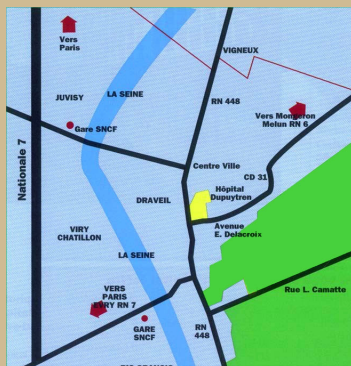 Vers
Paris
VIGNEUX
JUVISY
LA SEINE
RN 448
Vers Mongeron
Melun RN 6
Gare SNCF
Nationale 7
Centre Ville
CD 31
Hôpital
Dupuytren
DRAVEIL
VIRY
CHATILLON
Avenue
E. Delacroix
LA SEINE
VERS
PARIS
EVRY RN 7
Rue L. Camatte
GARE
SNCF
RN
448